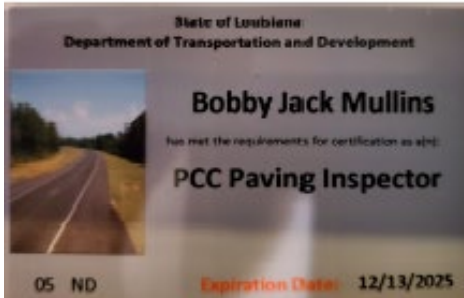 State of Louisiana
Department of Transportation and Development
Bobby Jack Mullins
has met the requirements for certification as a(n):
PCC Paving Inspector
05 ND
Expiration Date: 12/13/2025